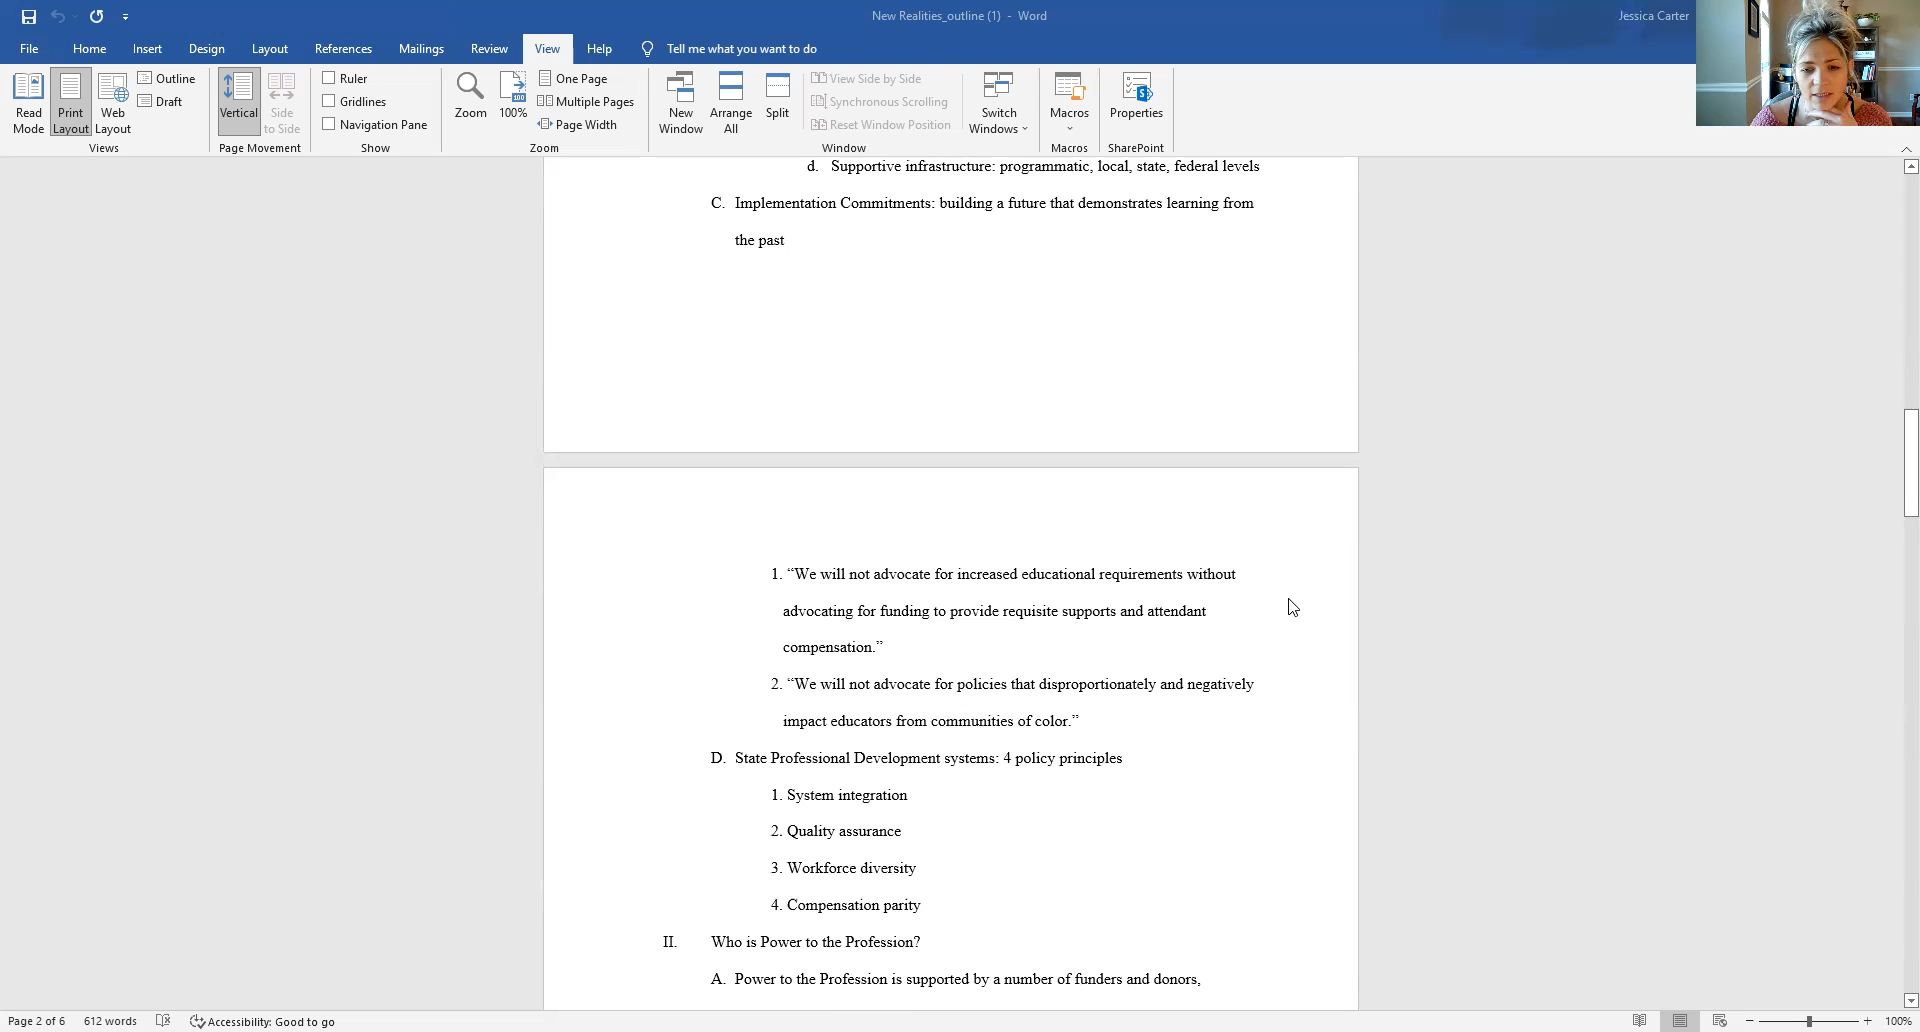 New Realities_outline (1) - Word
Jessica Carter
File Home Insert Design Layout References Mailings Review View Help Tell me what you want to do
Read Mode
Print Layout
Web Layout
Outline
Draft
Views
Vertical
Side to Side
Page Movement
Ruler
Gridlines
Navigation Pane
Show
Zoom
100%
One Page
Multiple Pages
Page Width
Zoom
New Window
Arrange All
Split
View Side by Side
Synchronous Scrolling
Reset Window Position
Window
Switch Windows
Macros
Macros
Properties
SharePoint
d. Supportive infrastructure: programmatic, local, state, federal levels
C. Implementation Commitments: building a future that demonstrates learning from
the past
1. “We will not advocate for increased educational requirements without
advocating for funding to provide requisite supports and attendant
compensation.”
2. “We will not advocate for policies that disproportionately and negatively
impact educators from communities of color.”
D. State Professional Development systems: 4 policy principles
1. System integration
2. Quality assurance
3. Workforce diversity
4. Compensation parity
II. Who is Power to the Profession?
A. Power to the Profession is supported by a number of funders and donors,
Page 2 of 6 612 words Accessibility: Good to go 100%